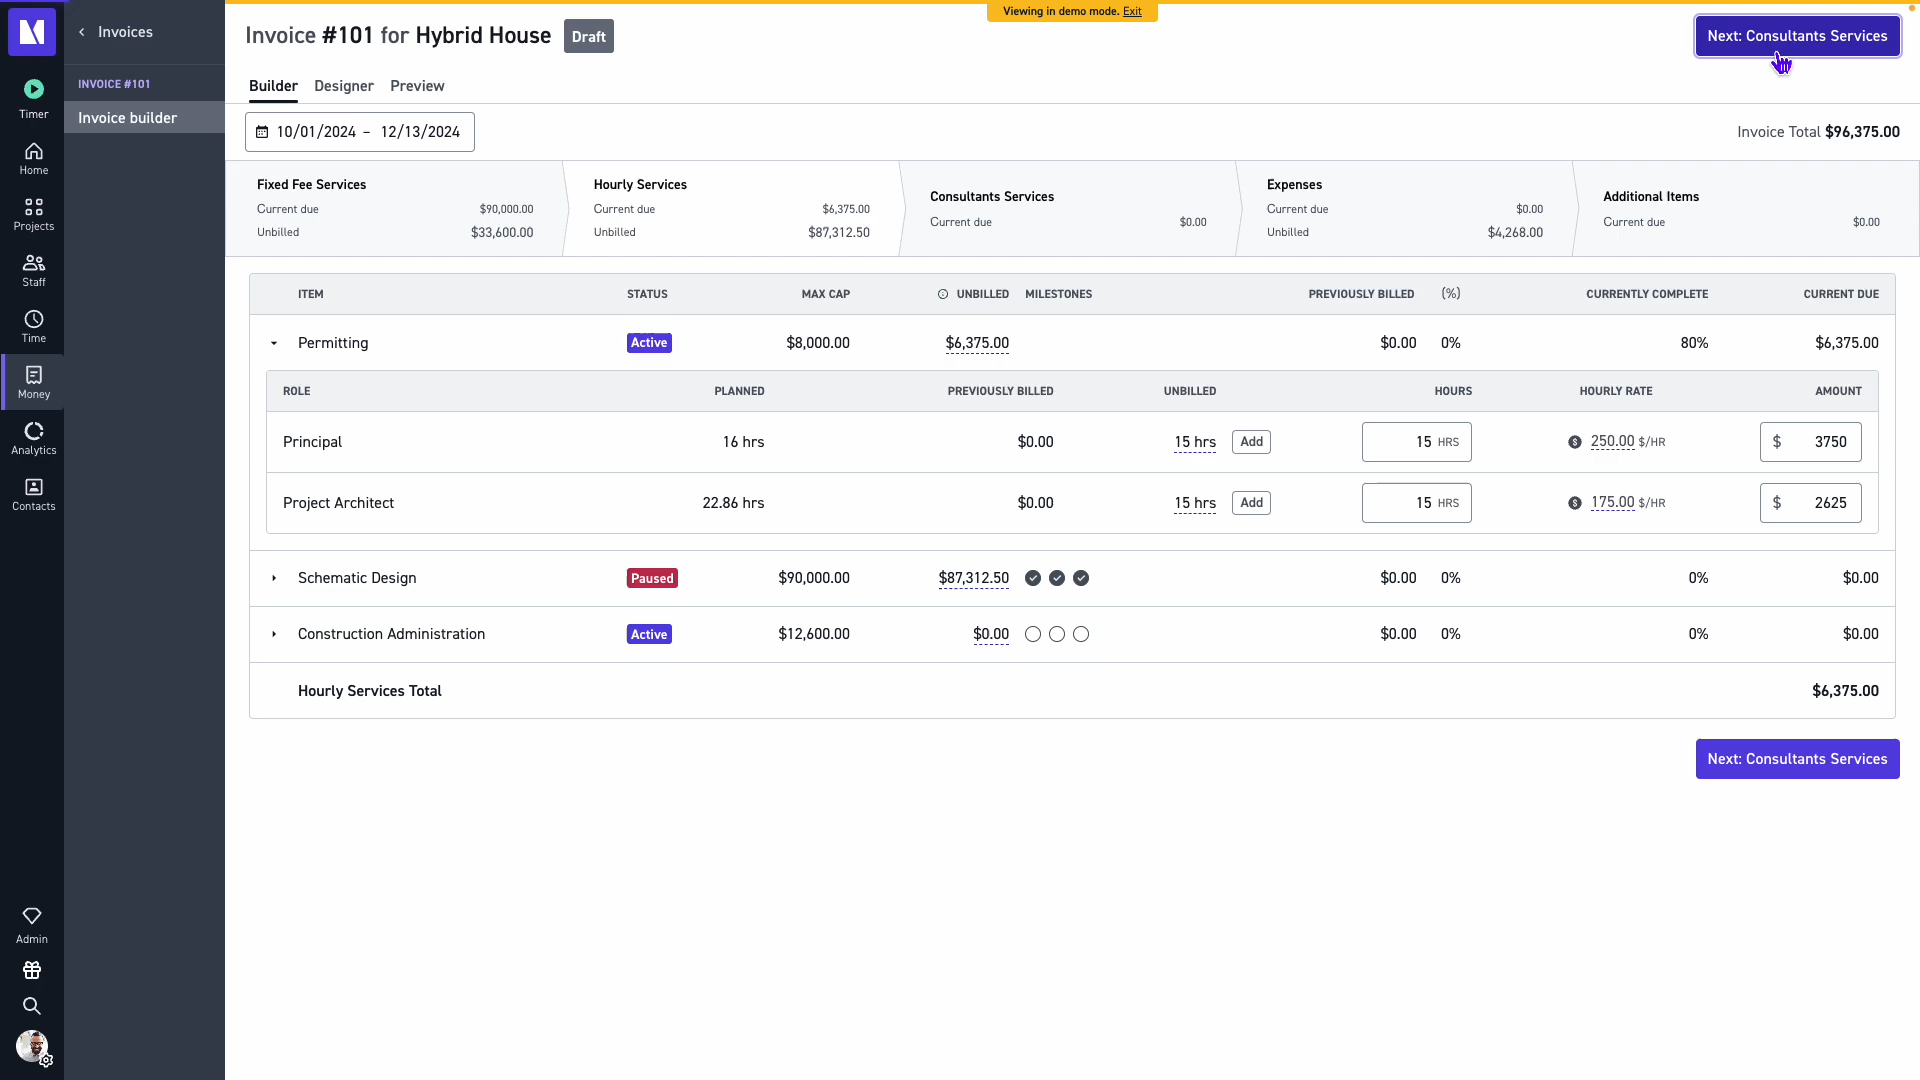 Viewing in demo mode. Exit
Invoices
INVOICE #101
Invoice builder
Timer
Home
Projects
Staff
Time
Money
Analytics
Contacts
Admin
Invoice #101 for Hybrid House Draft
Next: Consultants Services
Builder Designer Preview
10/01/2024 – 12/13/2024
Invoice Total $96,375.00
Fixed Fee Services
Current due $90,000.00
Unbilled $33,600.00
Hourly Services
Current due $6,375.00
Unbilled $87,312.50
Consultants Services
Current due $0.00
Expenses
Current due $0.00
Unbilled $4,268.00
Additional Items
Current due $0.00
ITEM STATUS MAX CAP UNBILLED MILESTONES PREVIOUSLY BILLED (%) CURRENTLY COMPLETE CURRENT DUE
Permitting Active $8,000.00 $6,375.00 $0.00 0% 80% $6,375.00
ROLE PLANNED PREVIOUSLY BILLED UNBILLED HOURS HOURLY RATE AMOUNT
Principal 16 hrs $0.00 15 hrs Add 15 HRS $ 250.00 $/HR $ 3750
Project Architect 22.86 hrs $0.00 15 hrs Add 15 HRS $ 175.00 $/HR $ 2625
Schematic Design Paused $90,000.00 $87,312.50 $0.00 0% 0% $0.00
Construction Administration Active $12,600.00 $0.00 $0.00 0% 0% $0.00
Hourly Services Total $6,375.00
Next: Consultants Services